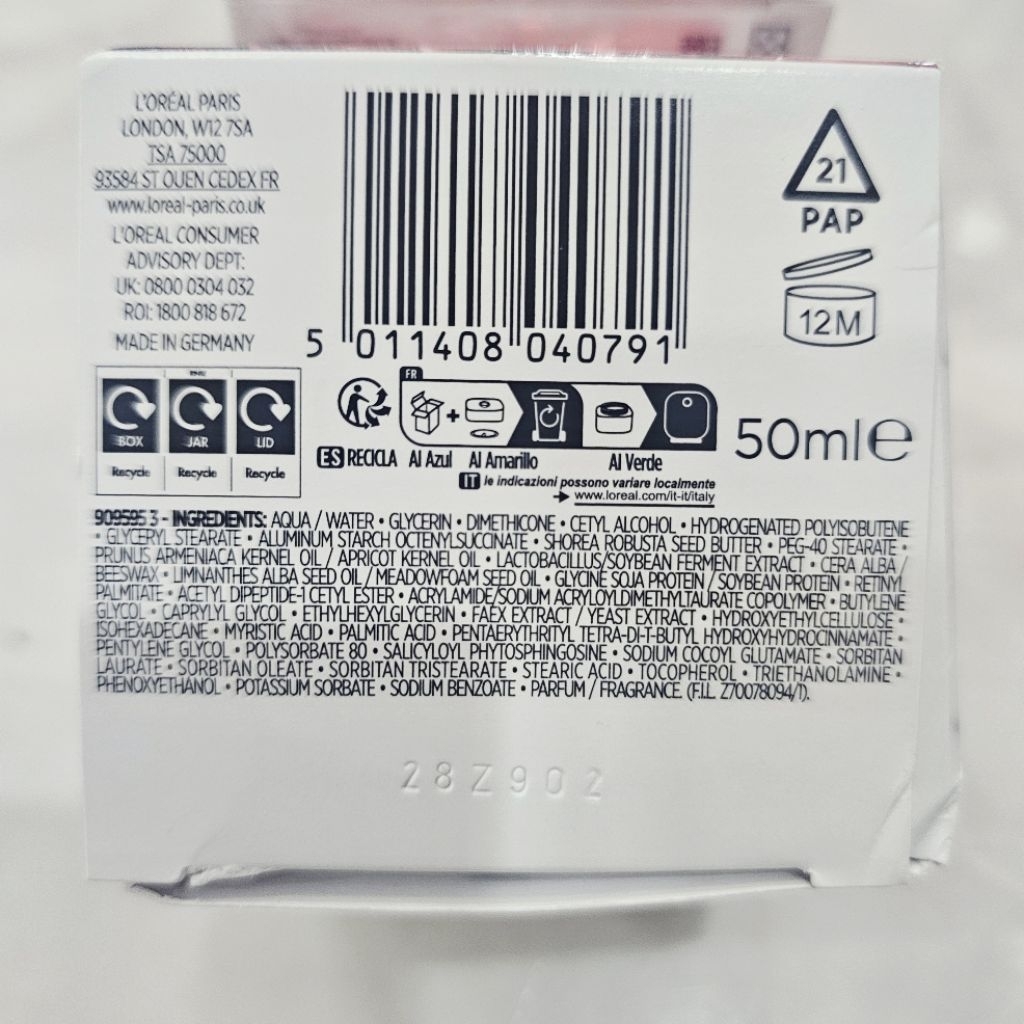 L'ORÉAL PARIS
LONDON, W12 7SA
TSA 75000
93584 ST OUEN CEDEX FR
www.loreal-paris.co.uk
L'OREAL CONSUMER
ADVISORY DEPT:
UK: 0800 0304 032
ROI: 1800 818 672
MADE IN GERMANY
5 011408 040791
21
PAP
12M
BOX
JAR
LID
Recycle
Recycle
Recycle
FR
ES RECICLA Al Azul Al Amarillo Al Verde
IT le indicazioni possono variare localmente
www.loreal.com/it-it/italy
50ml e
909595 3 - INGREDIENTS: AQUA / WATER • GLYCERIN • DIMETHICONE • CETYL ALCOHOL • HYDROGENATED POLYISOBUTENE
• GLYCERYL STEARATE • ALUMINUM STARCH OCTENYLSUCCINATE • SHOREA ROBUSTA SEED BUTTER • PEG-40 STEARATE •
PRUNUS ARMENIACA KERNEL OIL / APRICOT KERNEL OIL • LACTOBACILLUS/SOYBEAN FERMENT EXTRACT • CERA ALBA /
BEESWAX • LIMNANTHES ALBA SEED OIL / MEADOWFOAM SEED OIL • GLYCINE SOJA PROTEIN / SOYBEAN PROTEIN • RETINYL
PALMITATE • ACETYL DIPEPTIDE-1 CETYL ESTER • ACRYLAMIDE/SODIUM ACRYLOYLDIMETHYLTAURATE COPOLYMER • BUTYLENE
GLYCOL • CAPRYLYL GLYCOL • ETHYLHEXYLGLYCERIN • FAEX EXTRACT / YEAST EXTRACT • HYDROXYETHYLCELLULOSE •
ISOHEXADECANE • MYRISTIC ACID • PALMITIC ACID • PENTAERYTHRITYL TETRA-DI-T-BUTYL HYDROXYHYDROCINNAMATE •
PENTYLENE GLYCOL • POLYSORBATE 80 • SALICYLOYL PHYTOSPHINGOSINE • SODIUM COCOYL GLUTAMATE • SORBITAN
LAURATE • SORBITAN OLEATE • SORBITAN TRISTEARATE • STEARIC ACID • TOCOPHEROL • TRIETHANOLAMINE •
PHENOXYETHANOL • POTASSIUM SORBATE • SODIUM BENZOATE • PARFUM / FRAGRANCE. (F.I.L. Z70078094/1).
28Z902